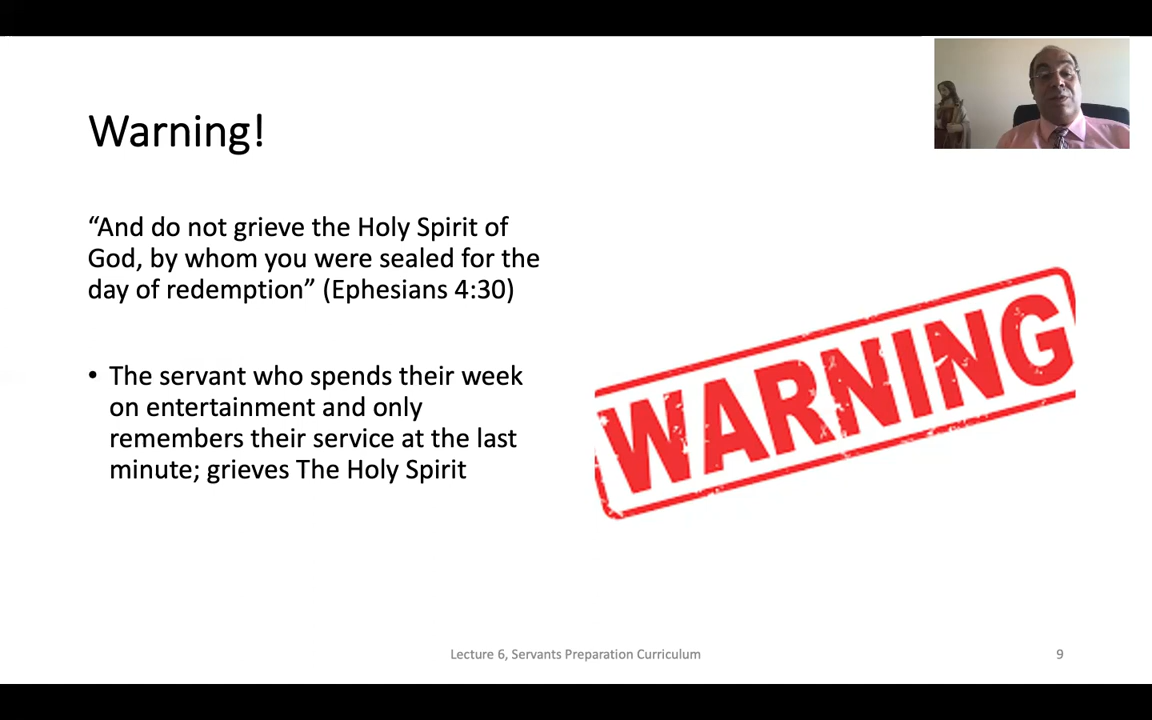 Warning!
“And do not grieve the Holy Spirit of
God, by whom you were sealed for the
day of redemption” (Ephesians 4:30)
• The servant who spends their week
on entertainment and only
remembers their service at the last
minute; grieves The Holy Spirit
WARNING
Lecture 6, Servants Preparation Curriculum
9